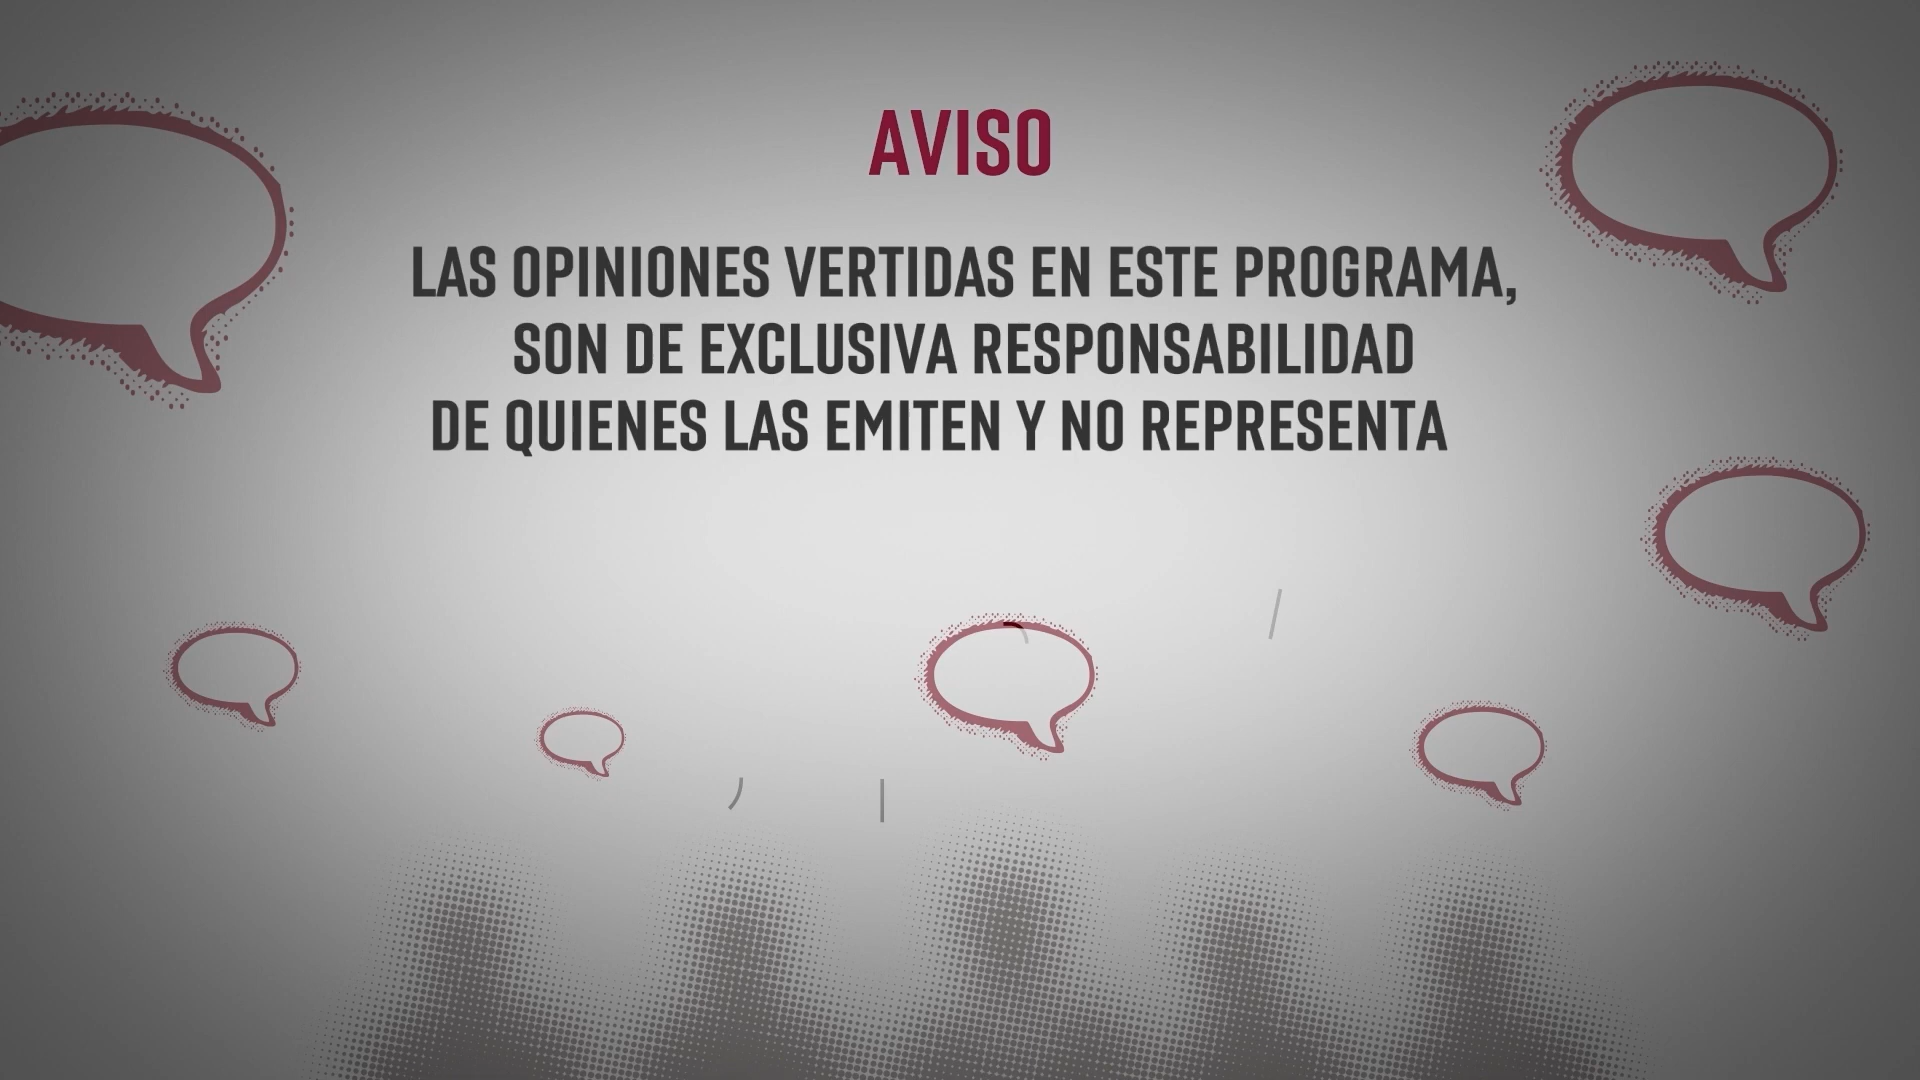 AVISO
LAS OPINIONES VERTIDAS EN ESTE PROGRAMA,
SON DE EXCLUSIVA RESPONSABILIDAD
DE QUIENES LAS EMITEN Y NO REPRESENTA